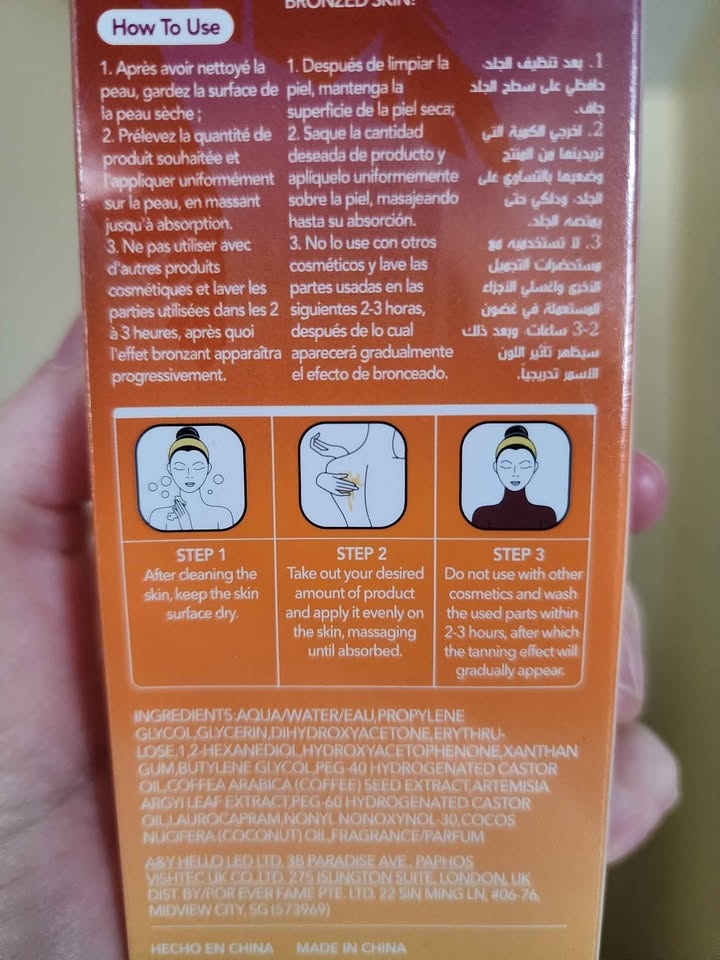 BRONZED SKIN!
How To Use
1. Après avoir nettoyé la
peau, gardez la surface de
la peau sèche ;
2. Prélevez la quantité de
produit souhaitée et
l'appliquer uniformément
sur la peau, en massant
jusqu'à absorption.
3. Ne pas utiliser avec
d'autres produits
cosmétiques et laver les
parties utilisées dans les 2
à 3 heures, après quoi
l'effet bronzant apparaîtra
progressivement.
1. Después de limpiar la
piel, mantenga la
superficie de la piel seca;
2. Saque la cantidad
deseada de producto y
aplíquelo uniformemente
sobre la piel, masajeando
hasta su absorción.
3. No lo use con otros
cosméticos y lave las
partes usadas en las
siguientes 2-3 horas,
después de lo cual
aparecerá gradualmente
el efecto de bronceado.
1. بعد تنظيف الجلد
حافظي على سطح الجلد
جاف.
2. اخرجي الكمية التي
تريدينها من المنتج
وضعيها بالتساوي على
الجلد. ودلكي حتى
يمتصه الجلد.
3. لا تستخدميه مع
مستحضرات التجميل
الاخرى واغسلي الاجزاء
المستعملة في غضون
2-3 ساعات. وبعد ذلك
سيظهر تأثير اللون
الاسمر تدريجياً.
STEP 1
After cleaning the
skin, keep the skin
surface dry.
STEP 2
Take out your desired
amount of product
and apply it evenly on
the skin, massaging
until absorbed.
STEP 3
Do not use with other
cosmetics and wash
the used parts within
2-3 hours, after which
the tanning effect will
gradually appear.
INGREDIENTS:AQUA/WATER/EAU,PROPYLENE
GLYCOL,GLYCERIN,DIHYDROXYACETONE,ERYTHRU-
LOSE,1,2-HEXANEDIOL,HYDROXYACETOPHENONE,XANTHAN
GUM,BUTYLENE GLYCOL,PEG-40 HYDROGENATED CASTOR
OIL,COFFEA ARABICA (COFFEE) SEED EXTRACT,ARTEMISIA
ARGYI LEAF EXTRACT,PEG-60 HYDROGENATED CASTOR
OIL,LAUROCAPRAM,NONYL NONOXYNOL-30,COCOS
NUCIFERA (COCONUT) OIL,FRAGRANCE/PARFUM
A&Y HELLO LED LTD. 3B PARADISE AVE., PAPHOS
VISHTEC UK CO.,LTD. 275 ISLINGTON SUITE, LONDON, UK
DIST. BY/POR EVER FAME PTE. LTD. 22 SIN MING LN, #06-76,
MIDVIEW CITY, SG (573969)
HECHO EN CHINA MADE IN CHINA